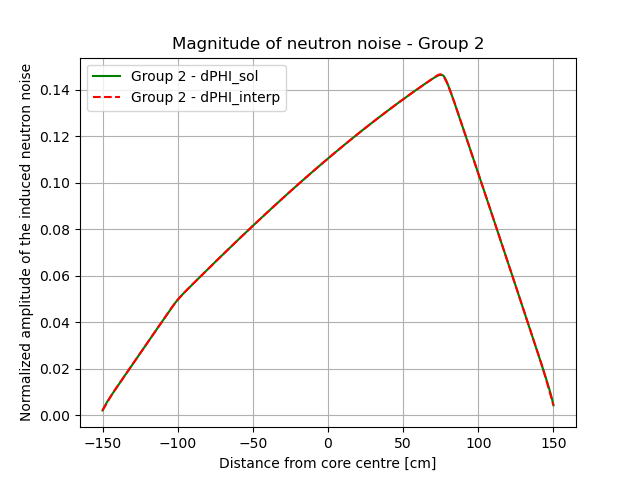 Magnitude of neutron noise - Group 2
Group 2 - dPHI_sol
Group 2 - dPHI_interp
Normalized amplitude of the induced neutron noise
0.14
0.12
0.10
0.08
0.06
0.04
0.02
0.00
−150 −100 −50 0 50 100 150
Distance from core centre [cm]